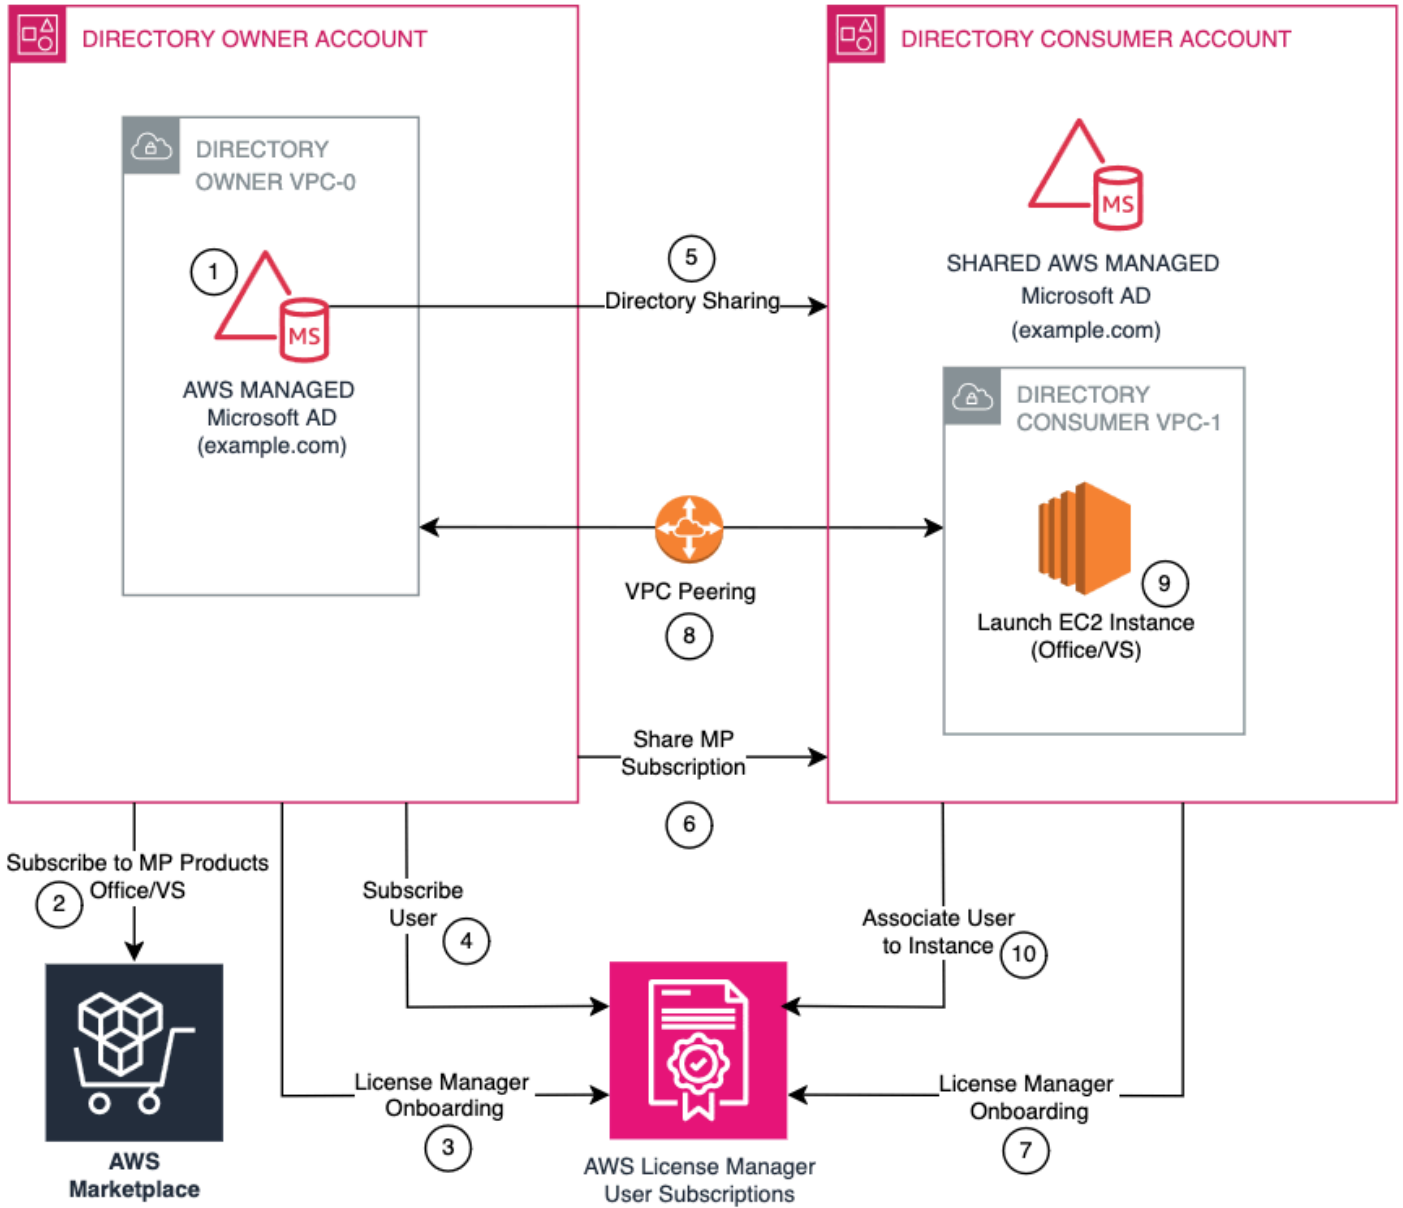 DIRECTORY OWNER ACCOUNT
DIRECTORY CONSUMER ACCOUNT
DIRECTORY
OWNER VPC-0
1
MS
AWS MANAGED
Microsoft AD
(example.com)
5
Directory Sharing
MS
SHARED AWS MANAGED
Microsoft AD
(example.com)
DIRECTORY
CONSUMER VPC-1
VPC Peering
8
9
Launch EC2 Instance
(Office/VS)
Share MP
Subscription
6
Subscribe to MP Products
Office/VS
2
Subscribe
User
4
Associate User
to Instance
10
License Manager
Onboarding
3
License Manager
Onboarding
7
AWS
Marketplace
AWS License Manager
User Subscriptions